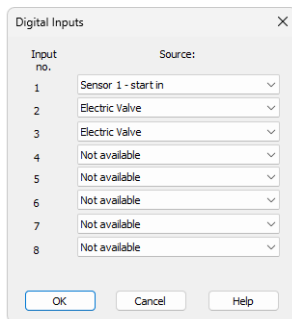 Digital Inputs
Input no. Source:
1 Sensor 1 - start in
2 Electric Valve
3 Electric Valve
4 Not available
5 Not available
6 Not available
7 Not available
8 Not available
OK Cancel Help